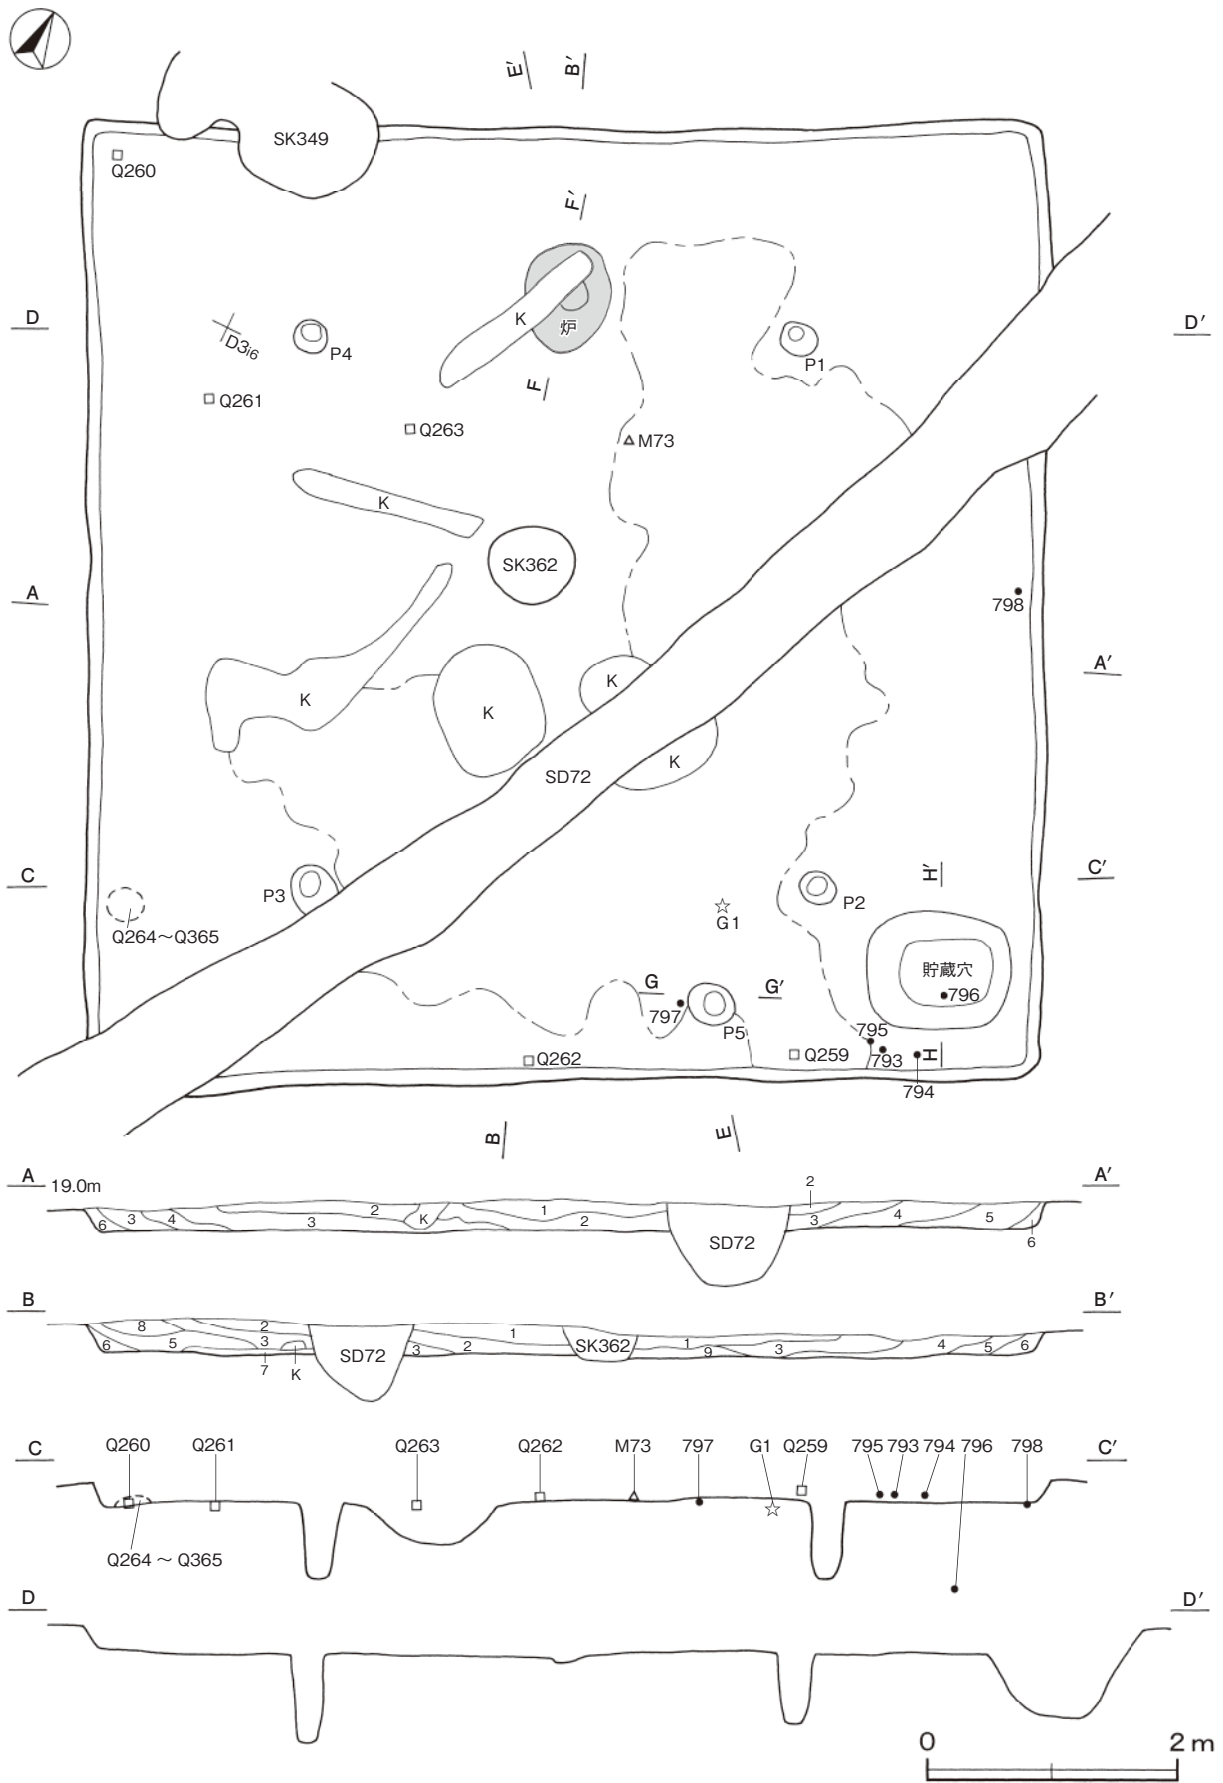 E′ B′
SK349
Q260
F′
D
D′
K
炉
D3i6
P4
P1
F
Q261
Q263
M73
K
SK362
A
798
A′
K
K
K
K
SD72
C
C′
H′
P3
P2
Q264～Q365
G1
貯蔵穴
796
G
G′
797
P5
795
Q262
Q259
793
H
794
B
E
A 19.0m
A′
2
2 1
6 3 4 3 K 2 3 4 5
SD72
6
B
B′
8 2 1
6 5 3 SD72 3 2 SK362 1 9 3 4 5 6
7 K
C Q260 Q261 Q263 Q262 M73 797 G1 Q259 795 793 794 796 798 C′
Q264 ～ Q365
D
D′
0 2 m